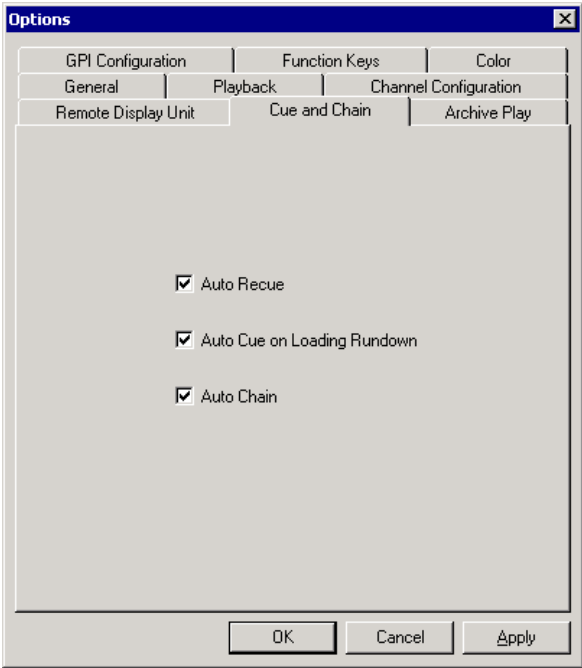 Options
GPI Configuration Function Keys Color
General Playback Channel Configuration
Remote Display Unit Cue and Chain Archive Play
Auto Recue
Auto Cue on Loading Rundown
Auto Chain
OK Cancel Apply